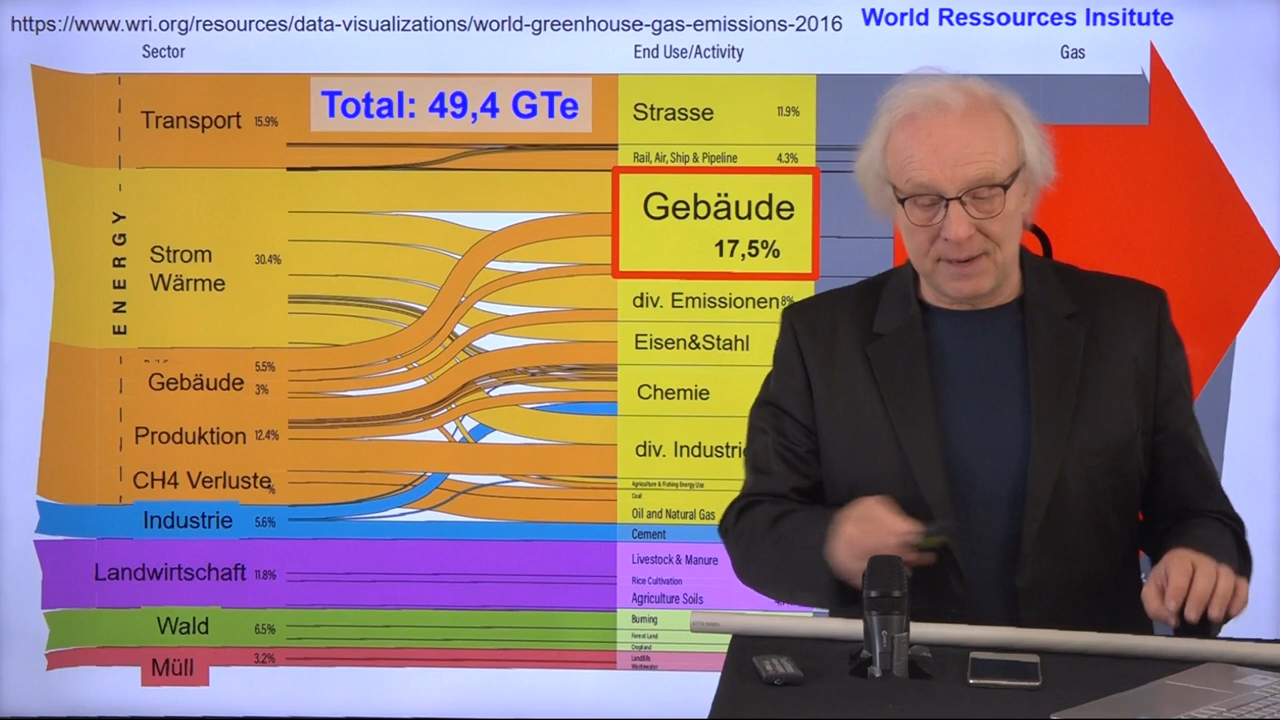 https://www.wri.org/resources/data-visualizations/world-greenhouse-gas-emissions-2016
World Ressources Insitute
Sector
End Use/Activity
Gas
ENERGY
Total: 49,4 GTe
Transport 15.9%
Strasse 11.9%
Rail, Air, Ship & Pipeline 4.3%
Gebäude
17,5%
Strom
Wärme
30.4%
div. Emissionen 8%
Eisen&Stahl
5.5%
Gebäude 3%
Chemie
Produktion 12.4%
div. Industrie
CH4 Verluste %
Agriculture & Fishing Energy Use
Coal
Oil and Natural Gas
Industrie 5.6%
Cement
Landwirtschaft 11.8%
Livestock & Manure
Rice Cultivation
Agriculture Soils
Wald 6.5%
Burning
Forest Land
Cropland
Müll 3.2%
Landfills
Wastewater